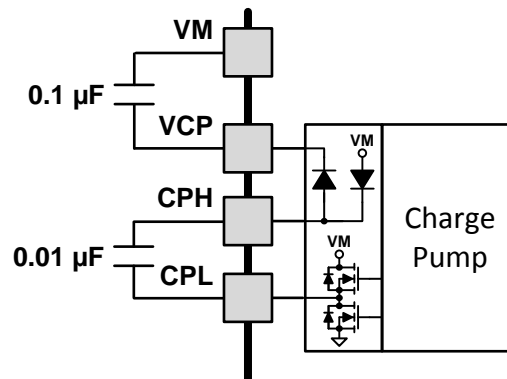 VM
0.1 µF
VCP
VM
CPH
Charge
Pump
0.01 µF
VM
CPL